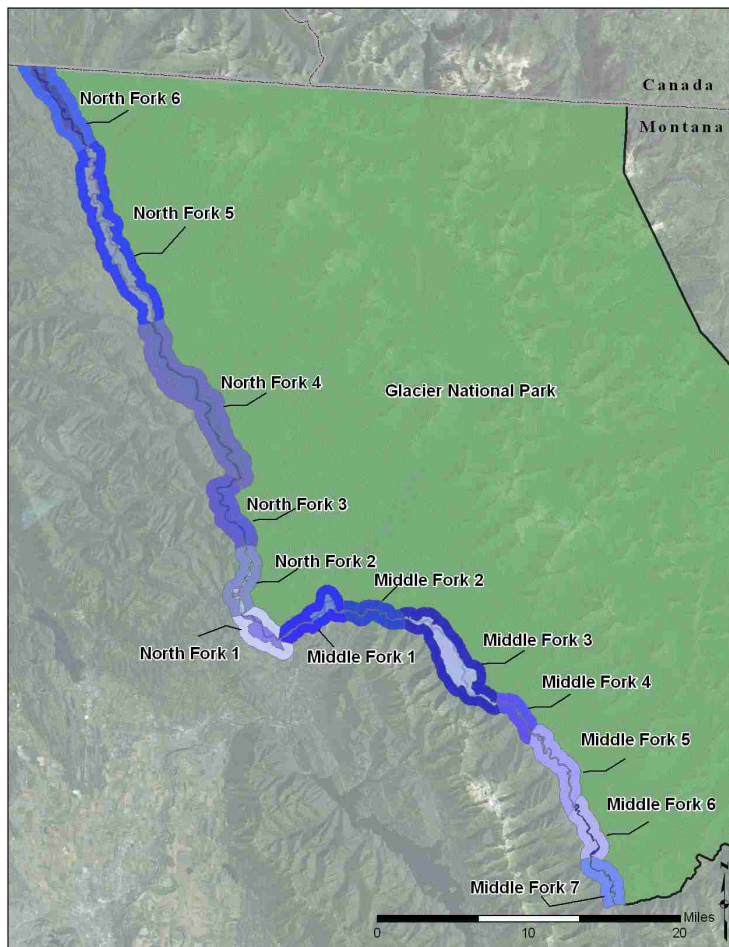 Canada
Montana
North Fork 6
North Fork 5
North Fork 4
Glacier National Park
North Fork 3
North Fork 2
Middle Fork 2
North Fork 1
Middle Fork 1
Middle Fork 3
Middle Fork 4
Middle Fork 5
Middle Fork 6
Middle Fork 7
Miles
0
10
20